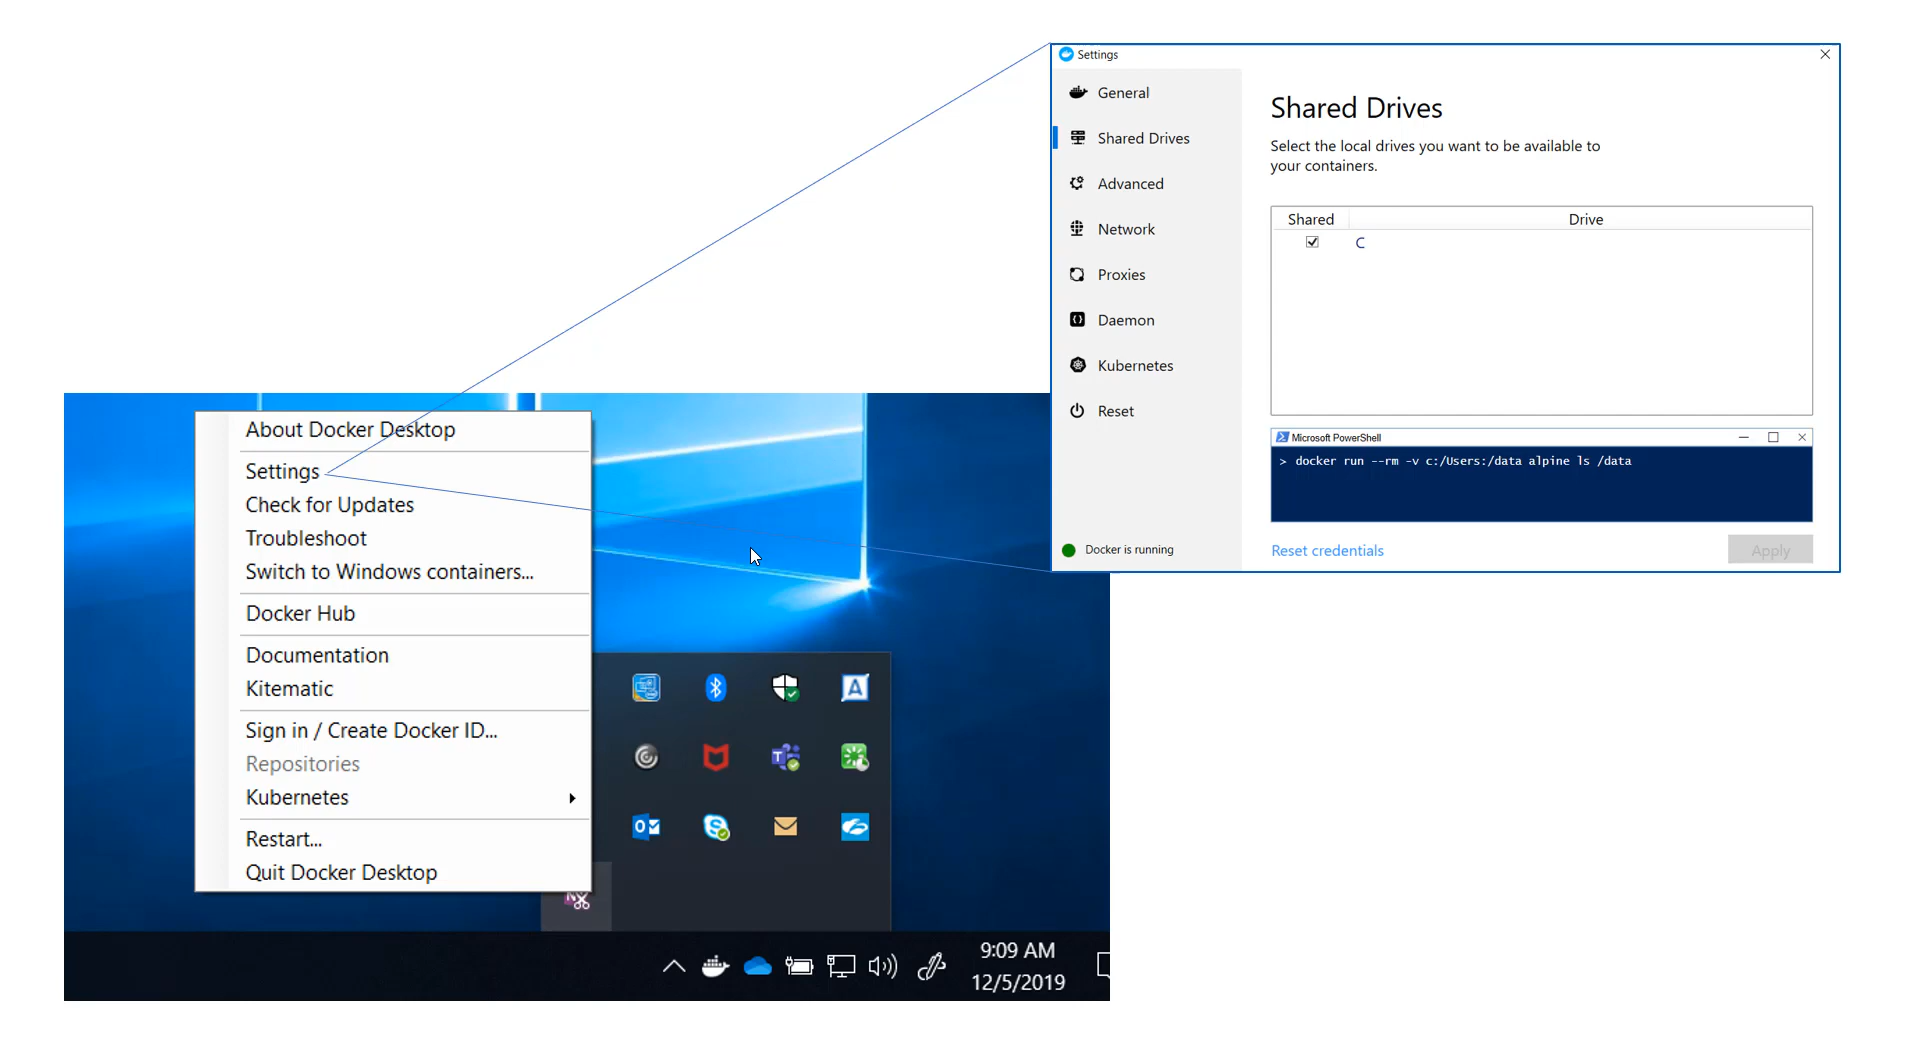 Settings
General
Shared Drives
Advanced
Network
Proxies
Daemon
Kubernetes
Reset
Docker is running
Shared Drives
Select the local drives you want to be available to
your containers.
Shared Drive
C
Microsoft PowerShell
> docker run --rm -v c:/Users:/data alpine ls /data
Reset credentials
Apply
About Docker Desktop
Settings
Check for Updates
Troubleshoot
Switch to Windows containers...
Docker Hub
Documentation
Kitematic
Sign in / Create Docker ID...
Repositories
Kubernetes
Restart...
Quit Docker Desktop
9:09 AM
12/5/2019